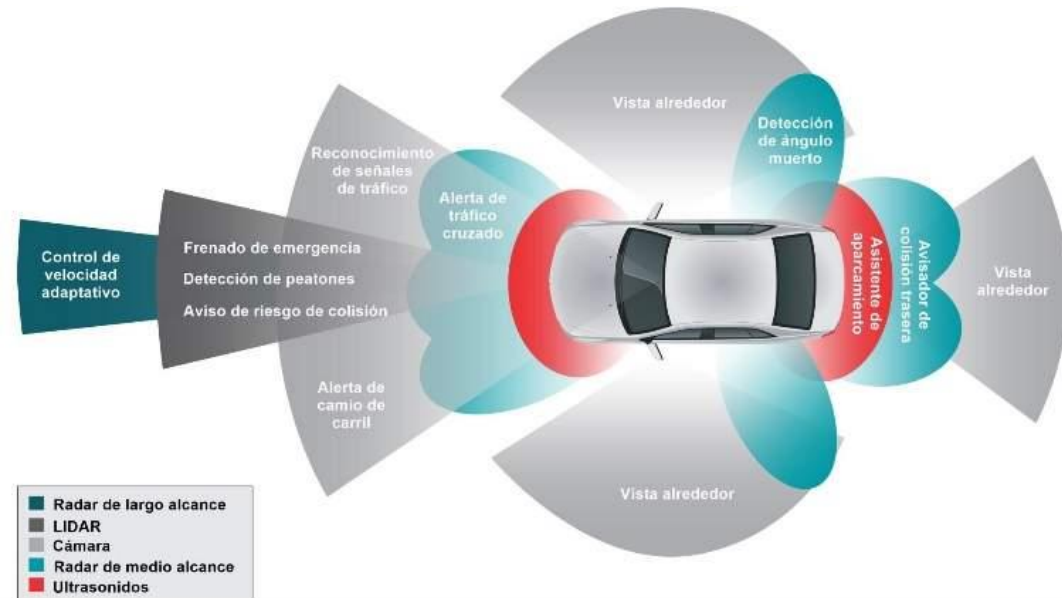 Vista alrededor
Detección
de ángulo
muerto
Reconocimiento
de señales
de tráfico
Alerta de
tráfico
cruzado
Control de
velocidad
adaptativo
Frenado de emergencia
Detección de peatones
Aviso de riesgo de colisión
Asistente de
aparcamiento
Avisador de
colisión trasera
Vista
alrededor
Alerta de
camio de
carril
Vista alrededor
Radar de largo alcance
LIDAR
Cámara
Radar de medio alcance
Ultrasonidos